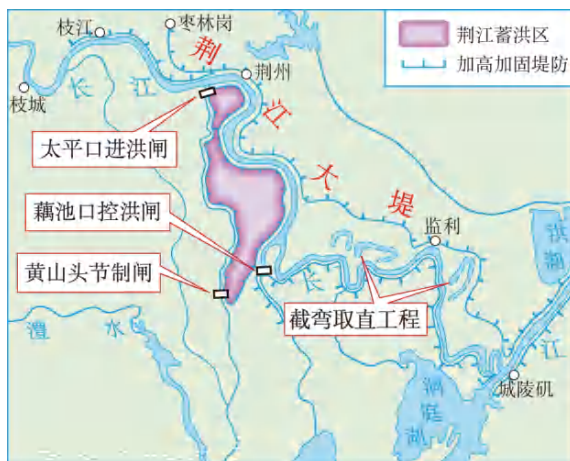 枝江
枣林岗
荆州
枝城
长江
荆江大堤
太平口进洪闸
藕池口控洪闸
黄山头节制闸
监利
洪湖
长江
截弯取直工程
澧水
洞庭湖
城陵矶
荆江蓄洪区
加高加固堤防